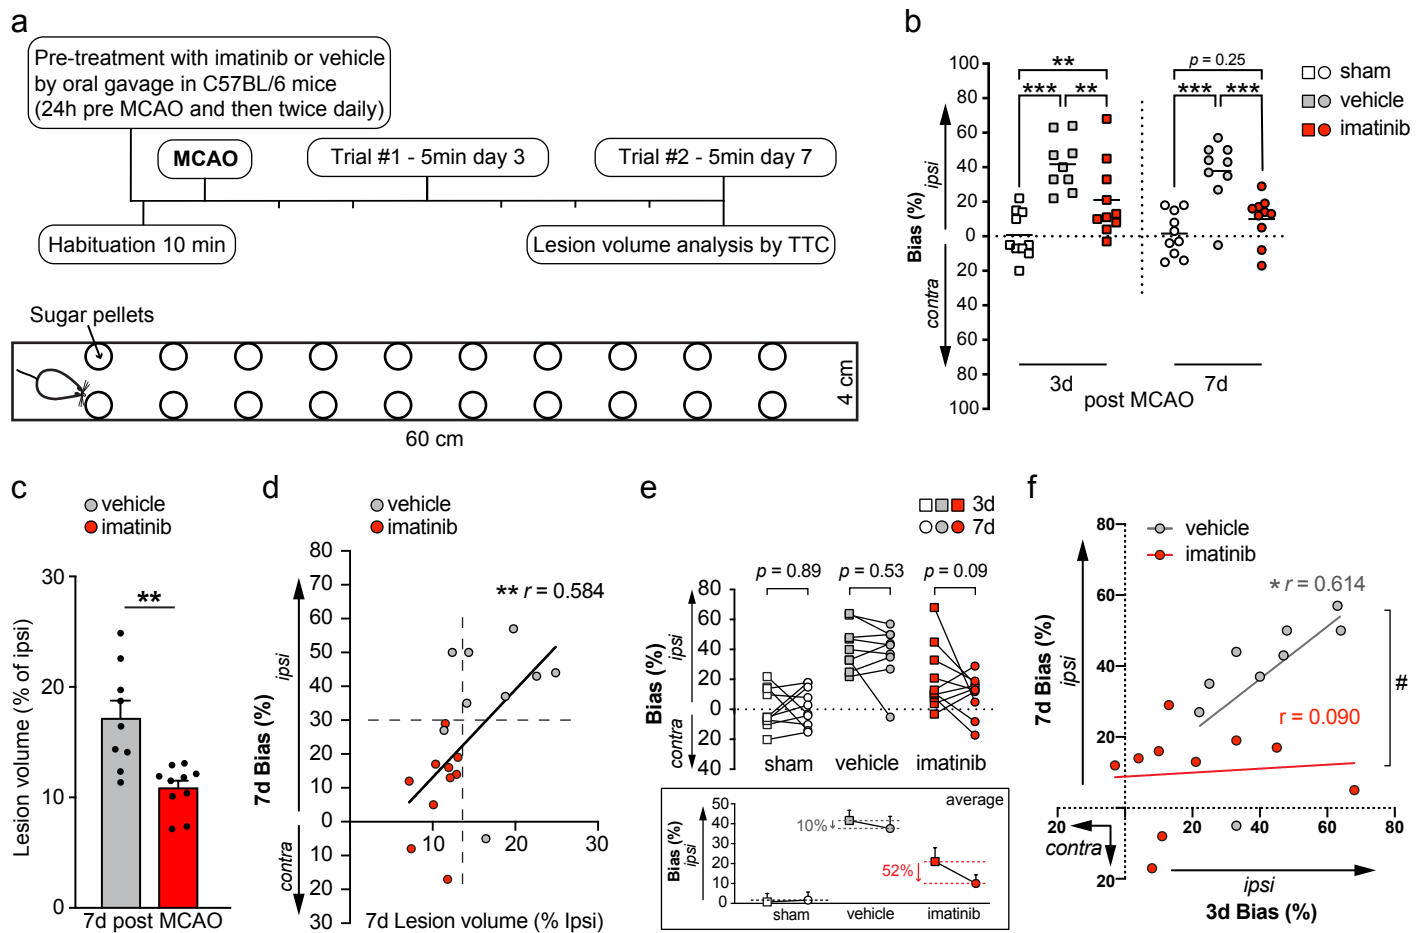 a
Pre-treatment with imatinib or vehicle
by oral gavage in C57BL/6 mice
(24h pre MCAO and then twice daily)
MCAO
Trial #1 - 5min day 3
Trial #2 - 5min day 7
Habituation 10 min
Lesion volume analysis by TTC
Sugar pellets
4 cm
60 cm
b
100
80
60
40
20
0
20
40
60
80
100
Bias (%)
ipsi
contra
**
***
**
p = 0.25
***
***
3d
7d
post MCAO
sham
vehicle
imatinib
c
vehicle
imatinib
30
20
10
0
Lesion volume (% of ipsi)
**
7d post MCAO
d
vehicle
imatinib
80
70
60
50
40
30
20
10
0
10
20
30
7d Bias (%)
ipsi
contra
** r = 0.584
10
20
30
7d Lesion volume (% Ipsi)
e
3d
7d
p = 0.89
p = 0.53
p = 0.09
80
60
40
20
0
20
40
Bias (%)
ipsi
contra
sham
vehicle
imatinib
average
50
40
30
20
10
0
Bias (%)
ipsi
10%
52%
sham
vehicle
imatinib
f
vehicle
imatinib
80
60
40
20
20
7d Bias (%)
ipsi
* r = 0.614
r = 0.090
#
20
0
20
40
60
80
contra
ipsi
3d Bias (%)